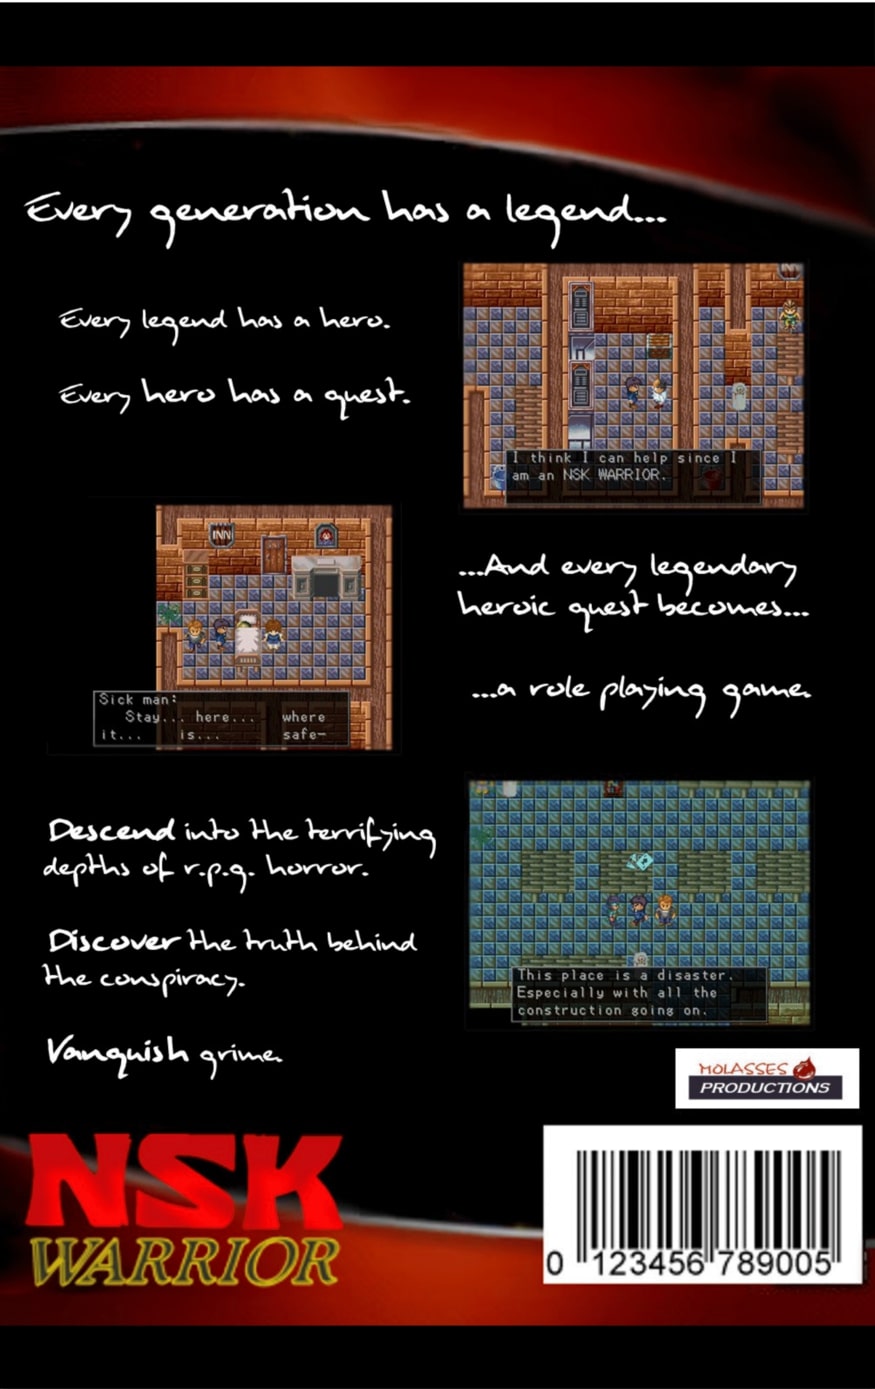 Every generation has a legend...
Every legend has a hero.
Every hero has a quest.
I think I can help since I
am an NSK WARRIOR.
INN
Sick man:
Stay... here... where
it... is... safe—
...And every legendary
heroic quest becomes...
...a role playing game.
Descend into the terrifying
depths of r.p.g. horror.
Discover the truth behind
the conspiracy.
Vanquish grime.
This place is a disaster.
Especially with all the
construction going on.
MOLASSES
PRODUCTIONS
NSK
WARRIOR
0 123456 789005